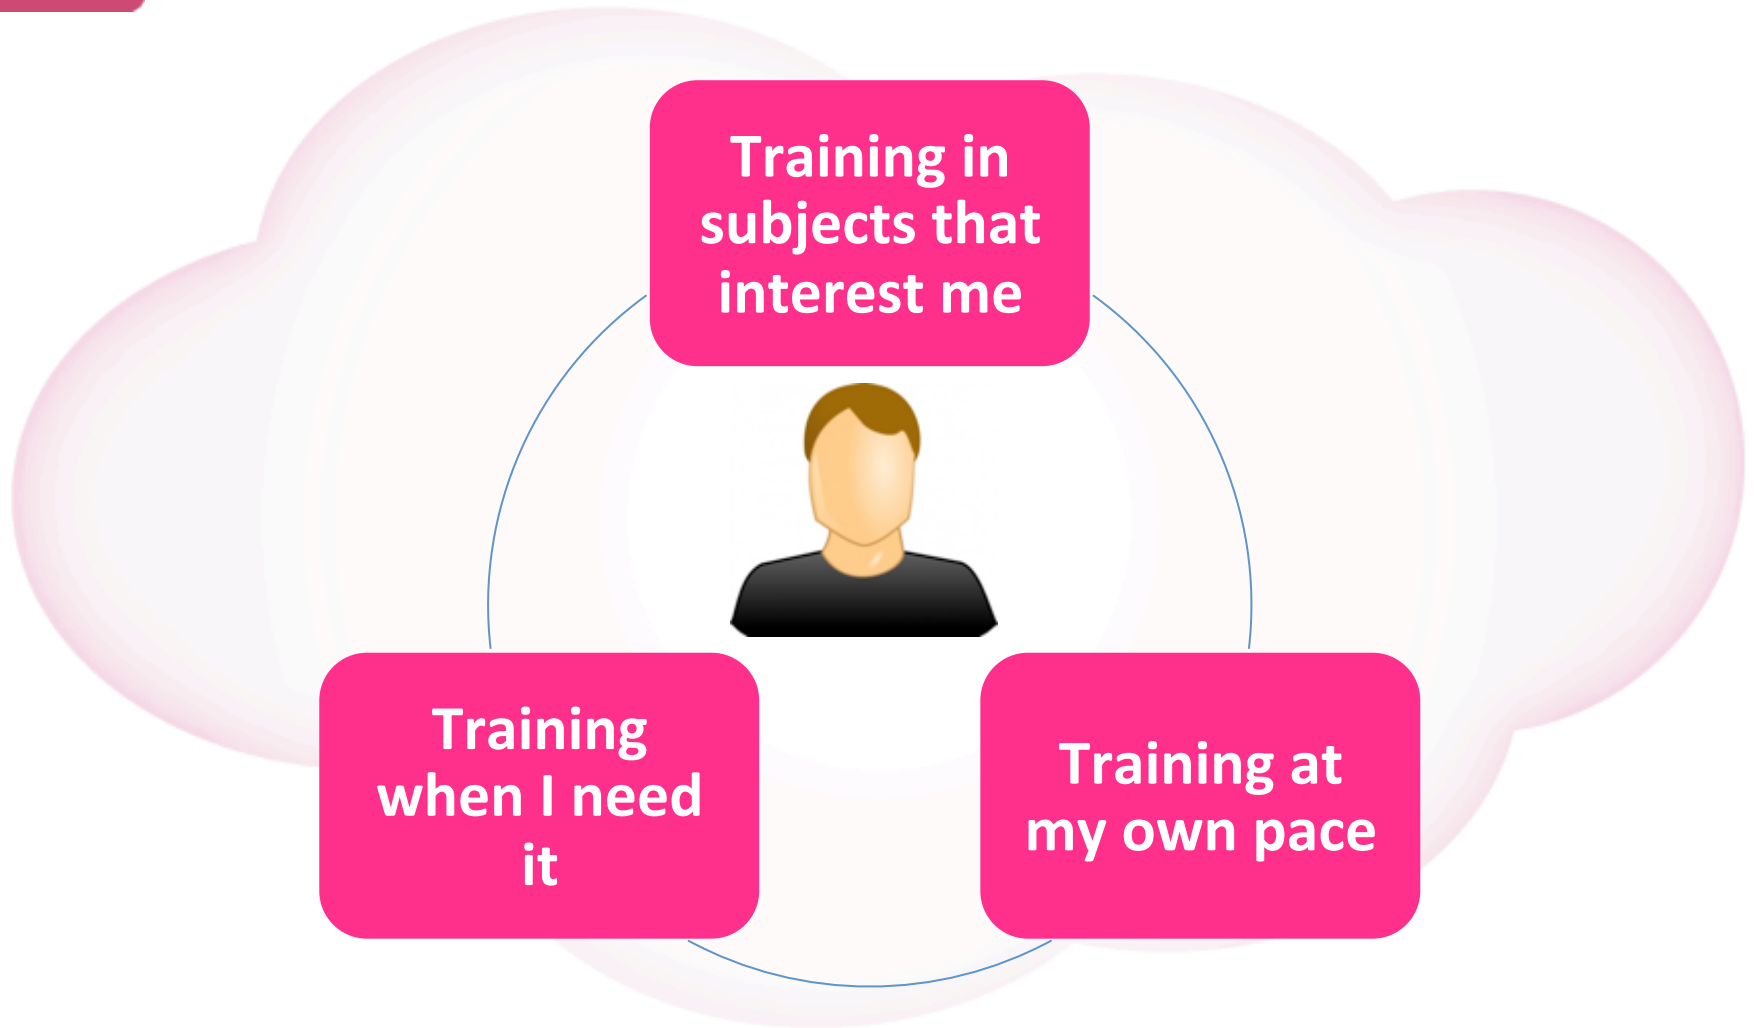 Training in
subjects that
interest me
Training
when I need
it
Training at
my own pace